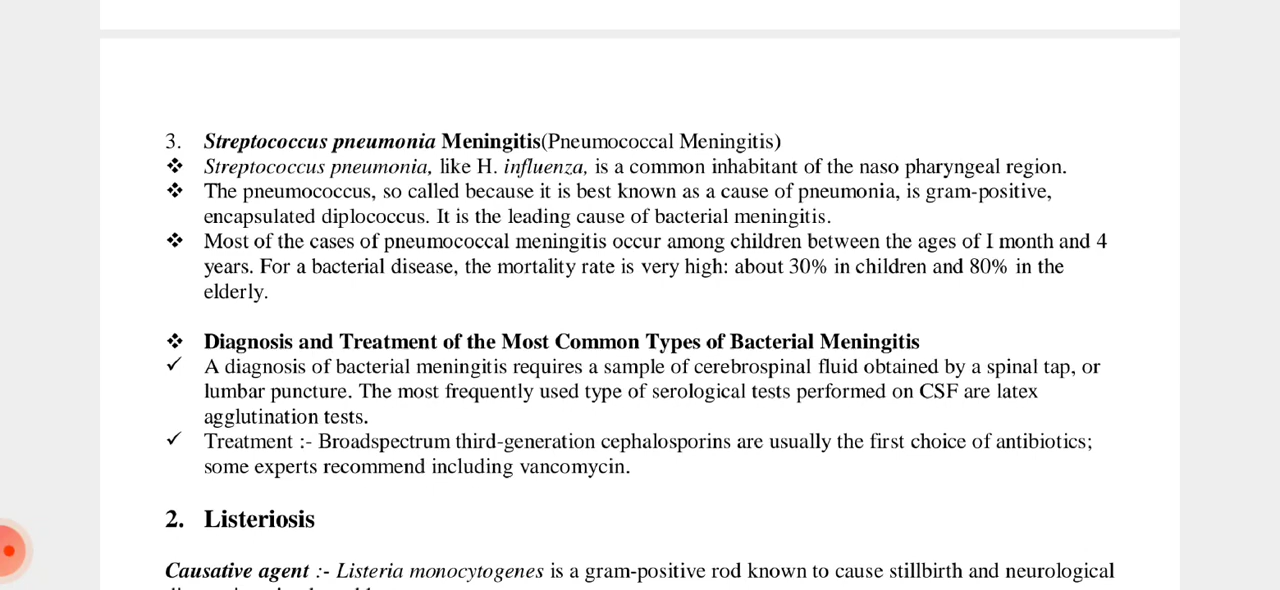 3. Streptococcus pneumonia Meningitis(Pneumococcal Meningitis)
❖ Streptococcus pneumonia, like H. influenza, is a common inhabitant of the naso pharyngeal region.
❖ The pneumococcus, so called because it is best known as a cause of pneumonia, is gram-positive,
encapsulated diplococcus. It is the leading cause of bacterial meningitis.
❖ Most of the cases of pneumococcal meningitis occur among children between the ages of I month and 4
years. For a bacterial disease, the mortality rate is very high: about 30% in children and 80% in the
elderly.
❖ Diagnosis and Treatment of the Most Common Types of Bacterial Meningitis
✓ A diagnosis of bacterial meningitis requires a sample of cerebrospinal fluid obtained by a spinal tap, or
lumbar puncture. The most frequently used type of serological tests performed on CSF are latex
agglutination tests.
✓ Treatment :- Broadspectrum third-generation cephalosporins are usually the first choice of antibiotics;
some experts recommend including vancomycin.
2. Listeriosis
Causative agent :- Listeria monocytogenes is a gram-positive rod known to cause stillbirth and neurological